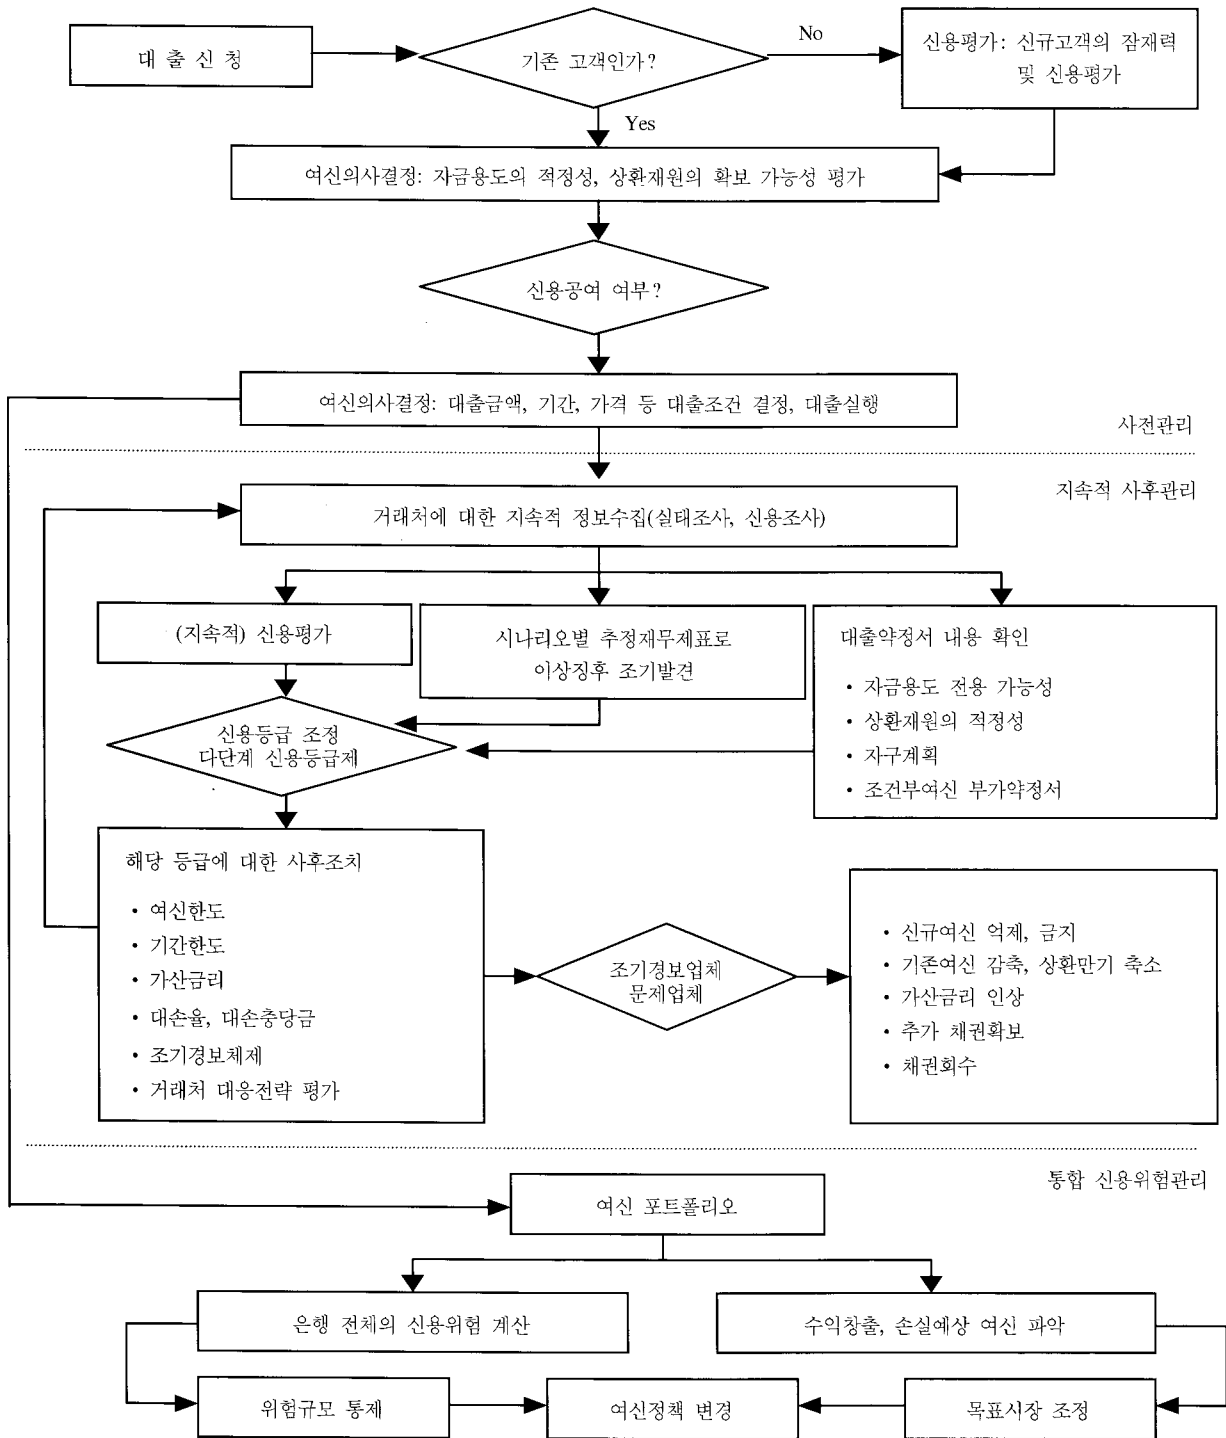 대 출 신 청
기존 고객인가?
No
신용평가: 신규고객의 잠재력
및 신용평가
Yes
여신의사결정: 자금용도의 적정성, 상환재원의 확보 가능성 평가
신용공여 여부?
여신의사결정: 대출금액, 기간, 가격 등 대출조건 결정, 대출실행
사전관리
지속적 사후관리
거래처에 대한 지속적 정보수집(실태조사, 신용조사)
(지속적) 신용평가
시나리오별 추정재무제표로
이상징후 조기발견
대출약정서 내용 확인
• 자금용도 전용 가능성
• 상환재원의 적정성
• 자구계획
• 조건부여신 부가약정서
신용등급 조정
다단계 신용등급제
해당 등급에 대한 사후조치
• 여신한도
• 기간한도
• 가산금리
• 대손율, 대손충당금
• 조기경보체제
• 거래처 대응전략 평가
조기경보업체
문제업체
• 신규여신 억제, 금지
• 기존여신 감축, 상환만기 축소
• 가산금리 인상
• 추가 채권확보
• 채권회수
통합 신용위험관리
여신 포트폴리오
은행 전체의 신용위험 계산
수익창출, 손실예상 여신 파악
위험규모 통제
여신정책 변경
목표시장 조정